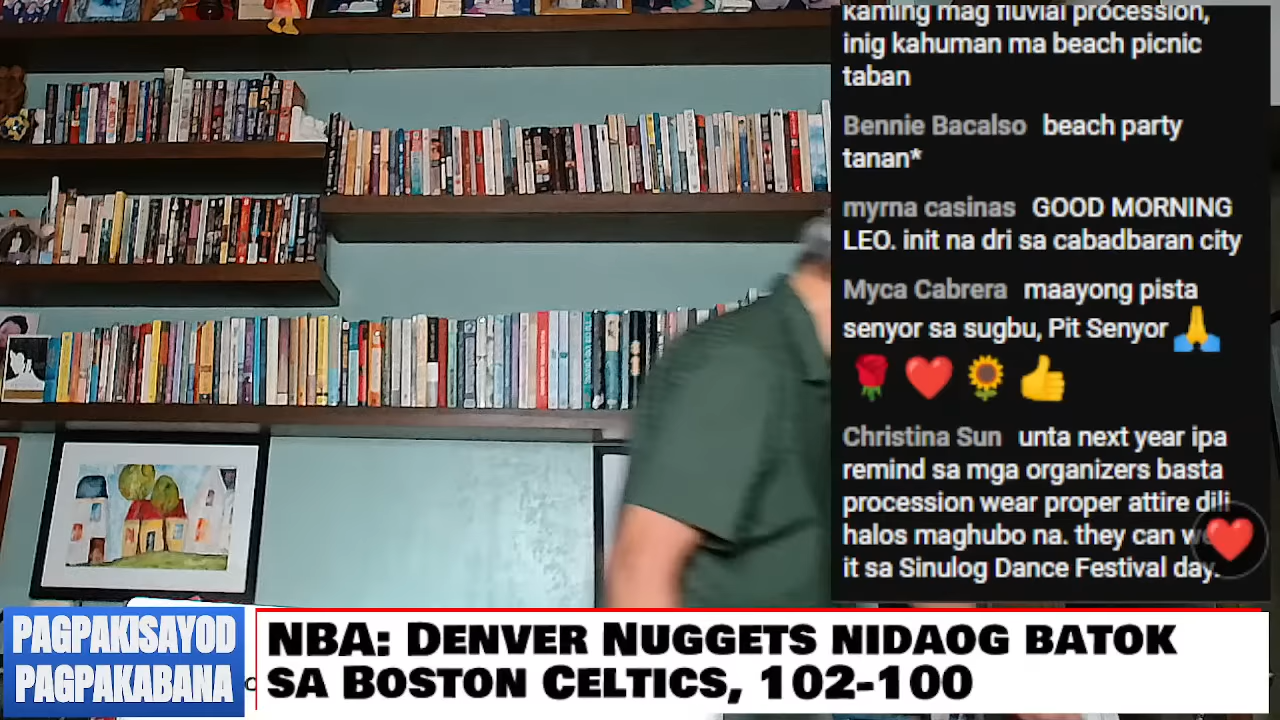 kaming mag fluvial procession,
inig kahuman ma beach picnic
taban
Bennie Bacalso beach party
tanan*
myrna casinas GOOD MORNING
LEO. init na dri sa cabadbaran city
Myca Cabrera maayong pista
senyor sa sugbu, Pit Senyor 🙏
🌹 ❤️ 🌻 👍
Christina Sun unta next year ipa
remind sa mga organizers basta
procession wear proper attire dili
halos maghubo na. they can
it sa Sinulog Dance Festival day.
PAGPAKISAYOD
PAGPAKABANA
NBA: DENVER NUGGETS NIDAOG BATOK
SA BOSTON CELTICS, 102-100